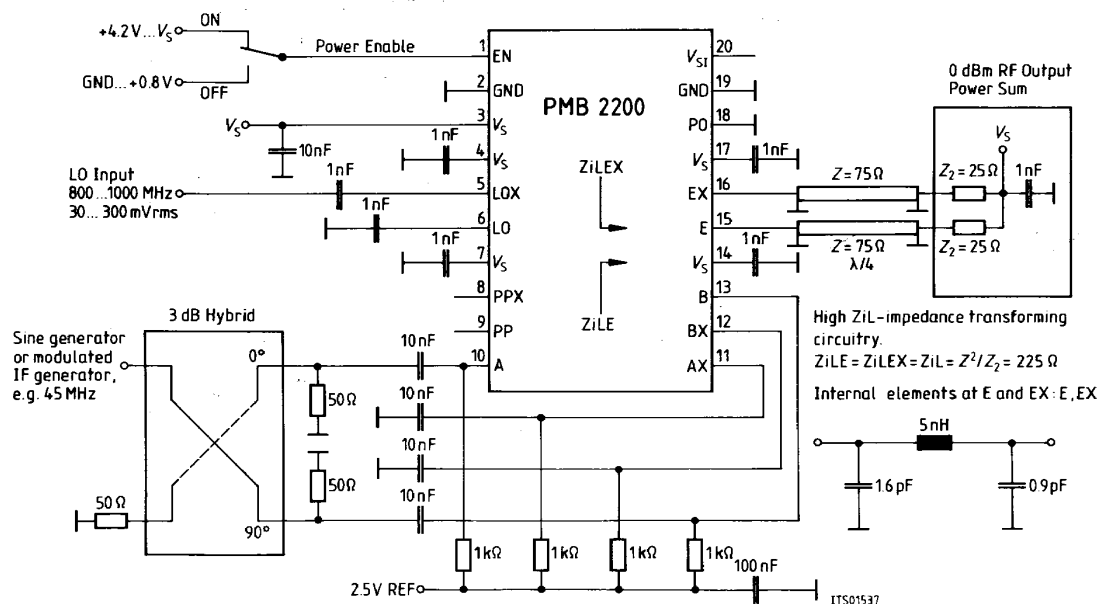 +4.2 V...VS
ON
Power Enable
GND...+0.8 V
OFF
VS
10nF
LO Input
800...1000 MHz
30...300 mVrms
1nF
1nF
1nF
1nF
PMB 2200
1
EN
2
GND
3
VS
4
VS
5
LOX
6
LO
7
VS
8
PPX
9
PP
10
A
20
VSI
19
GND
18
PO
17
VS
16
EX
15
E
14
VS
13
B
12
BX
11
AX
ZiLEX
ZiLE
1nF
1nF
Z=75Ω
Z=75Ω
λ/4
0 dBm RF Output
Power Sum
VS
Z2=25Ω
Z2=25Ω
1nF
3 dB Hybrid
Sine generator
or modulated
IF generator,
e.g. 45 MHz
0°
90°
50Ω
50Ω
50Ω
10nF
10nF
10nF
10nF
1kΩ
1kΩ
1kΩ
1kΩ
100nF
2.5V REF
High ZiL-impedance transforming
circuitry.
ZiLE=ZiLEX=ZiL=Z²/Z2=225 Ω
Internal elements at E and EX: E, EX
5nH
1.6pF
0.9pF
ITS01537